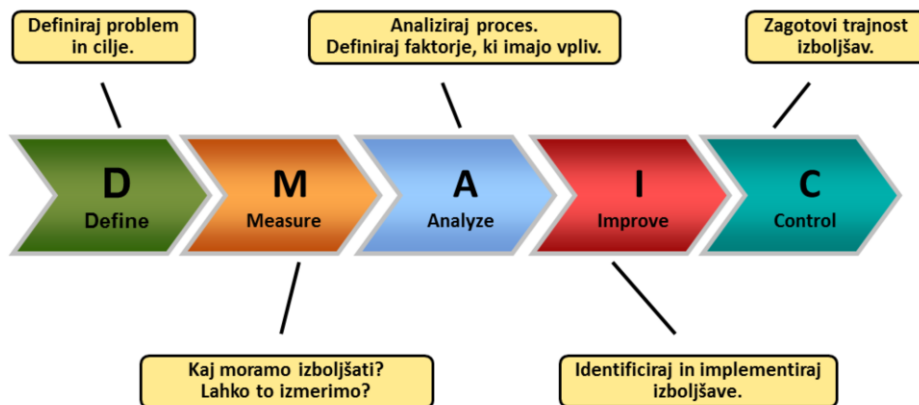 Definiraj problem
in cilje.
Analiziraj proces.
Definiraj faktorje, ki imajo vpliv.
Zagotovi trajnost
izboljšav.
D
Define
M
Measure
A
Analyze
I
Improve
C
Control
Kaj moramo izboljšati?
Lahko to izmerimo?
Identificiraj in implementiraj
izboljšave.